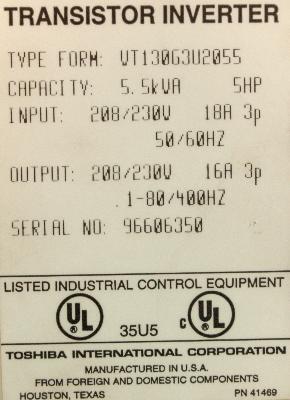 TRANSISTOR INVERTER
TYPE FORM: VT130G3U2055
CAPACITY: 5.5kVA 5HP
INPUT: 208/230V 18A 3p
50/60HZ
OUTPUT: 208/230V 16A 3p
.1-80/400HZ
SERIAL NO: 96606350
LISTED INDUSTRIAL CONTROL EQUIPMENT
UL 35U5 c UL
TOSHIBA INTERNATIONAL CORPORATION
MANUFACTURED IN U.S.A.
FROM FOREIGN AND DOMESTIC COMPONENTS
HOUSTON, TEXAS PN 41469